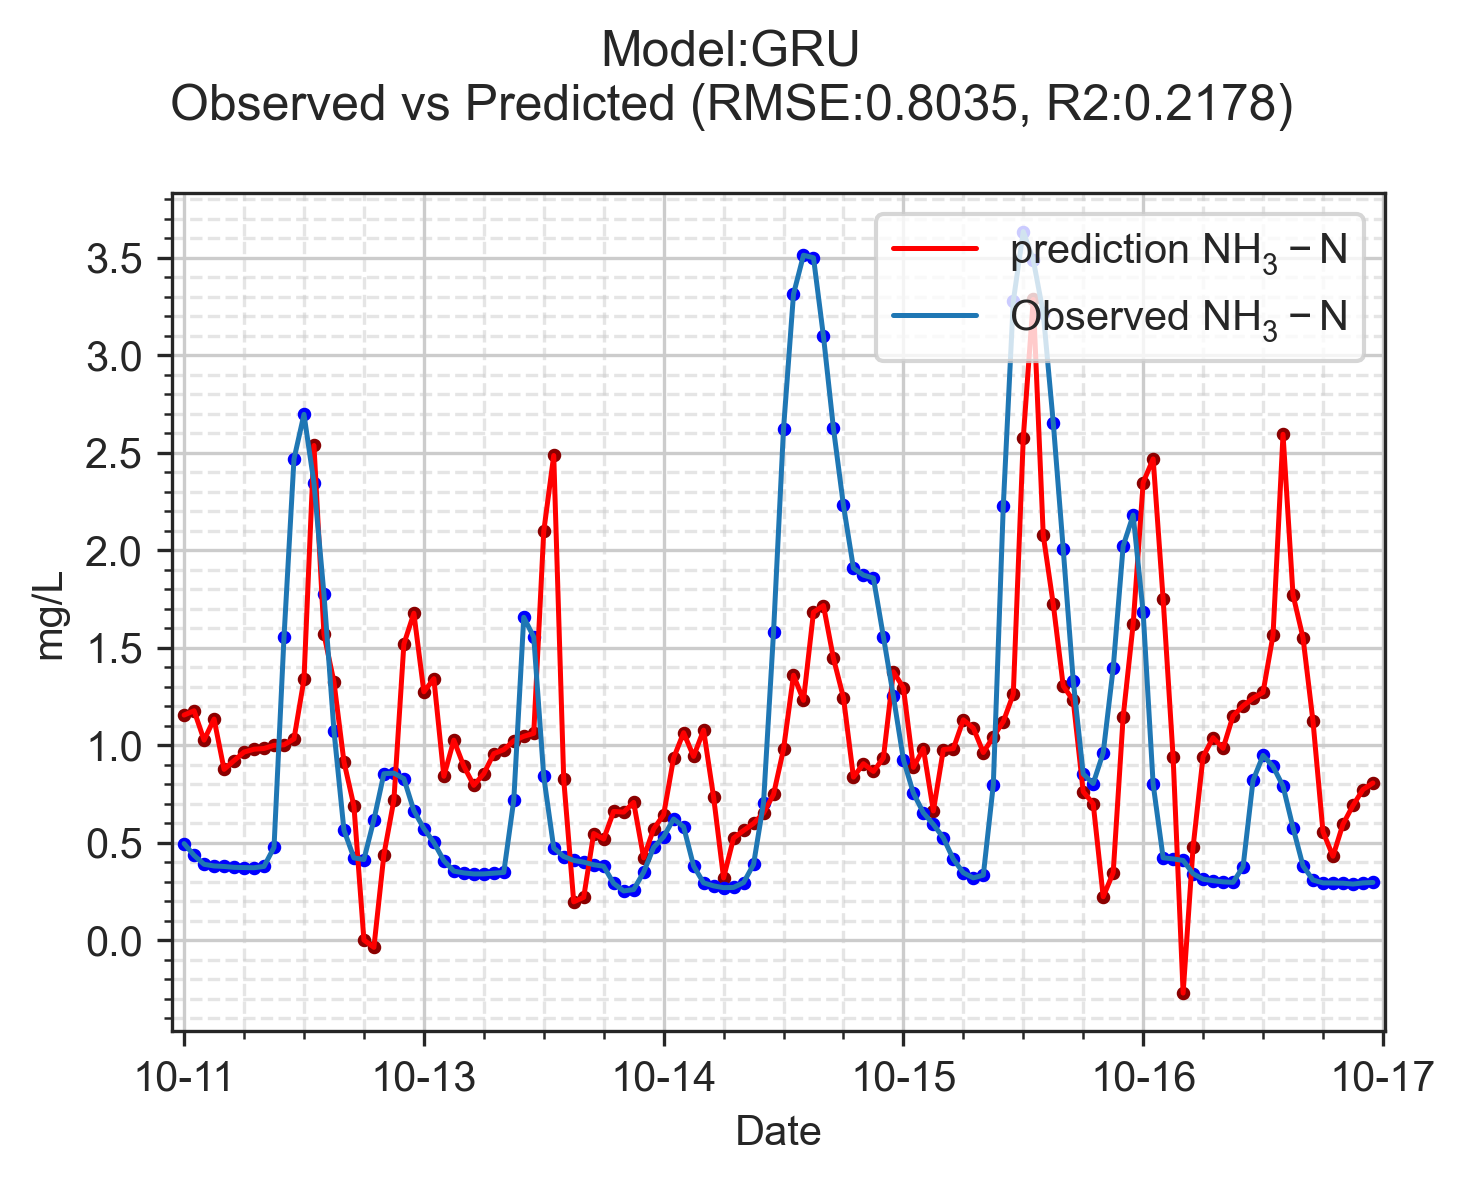 Model:GRU
Observed vs Predicted (RMSE:0.8035, R2:0.2178)
prediction NH₃ − N
Observed NH₃ − N
3.5
3.0
2.5
2.0
1.5
1.0
0.5
0.0
mg/L
10-11 10-13 10-14 10-15 10-16 10-17
Date